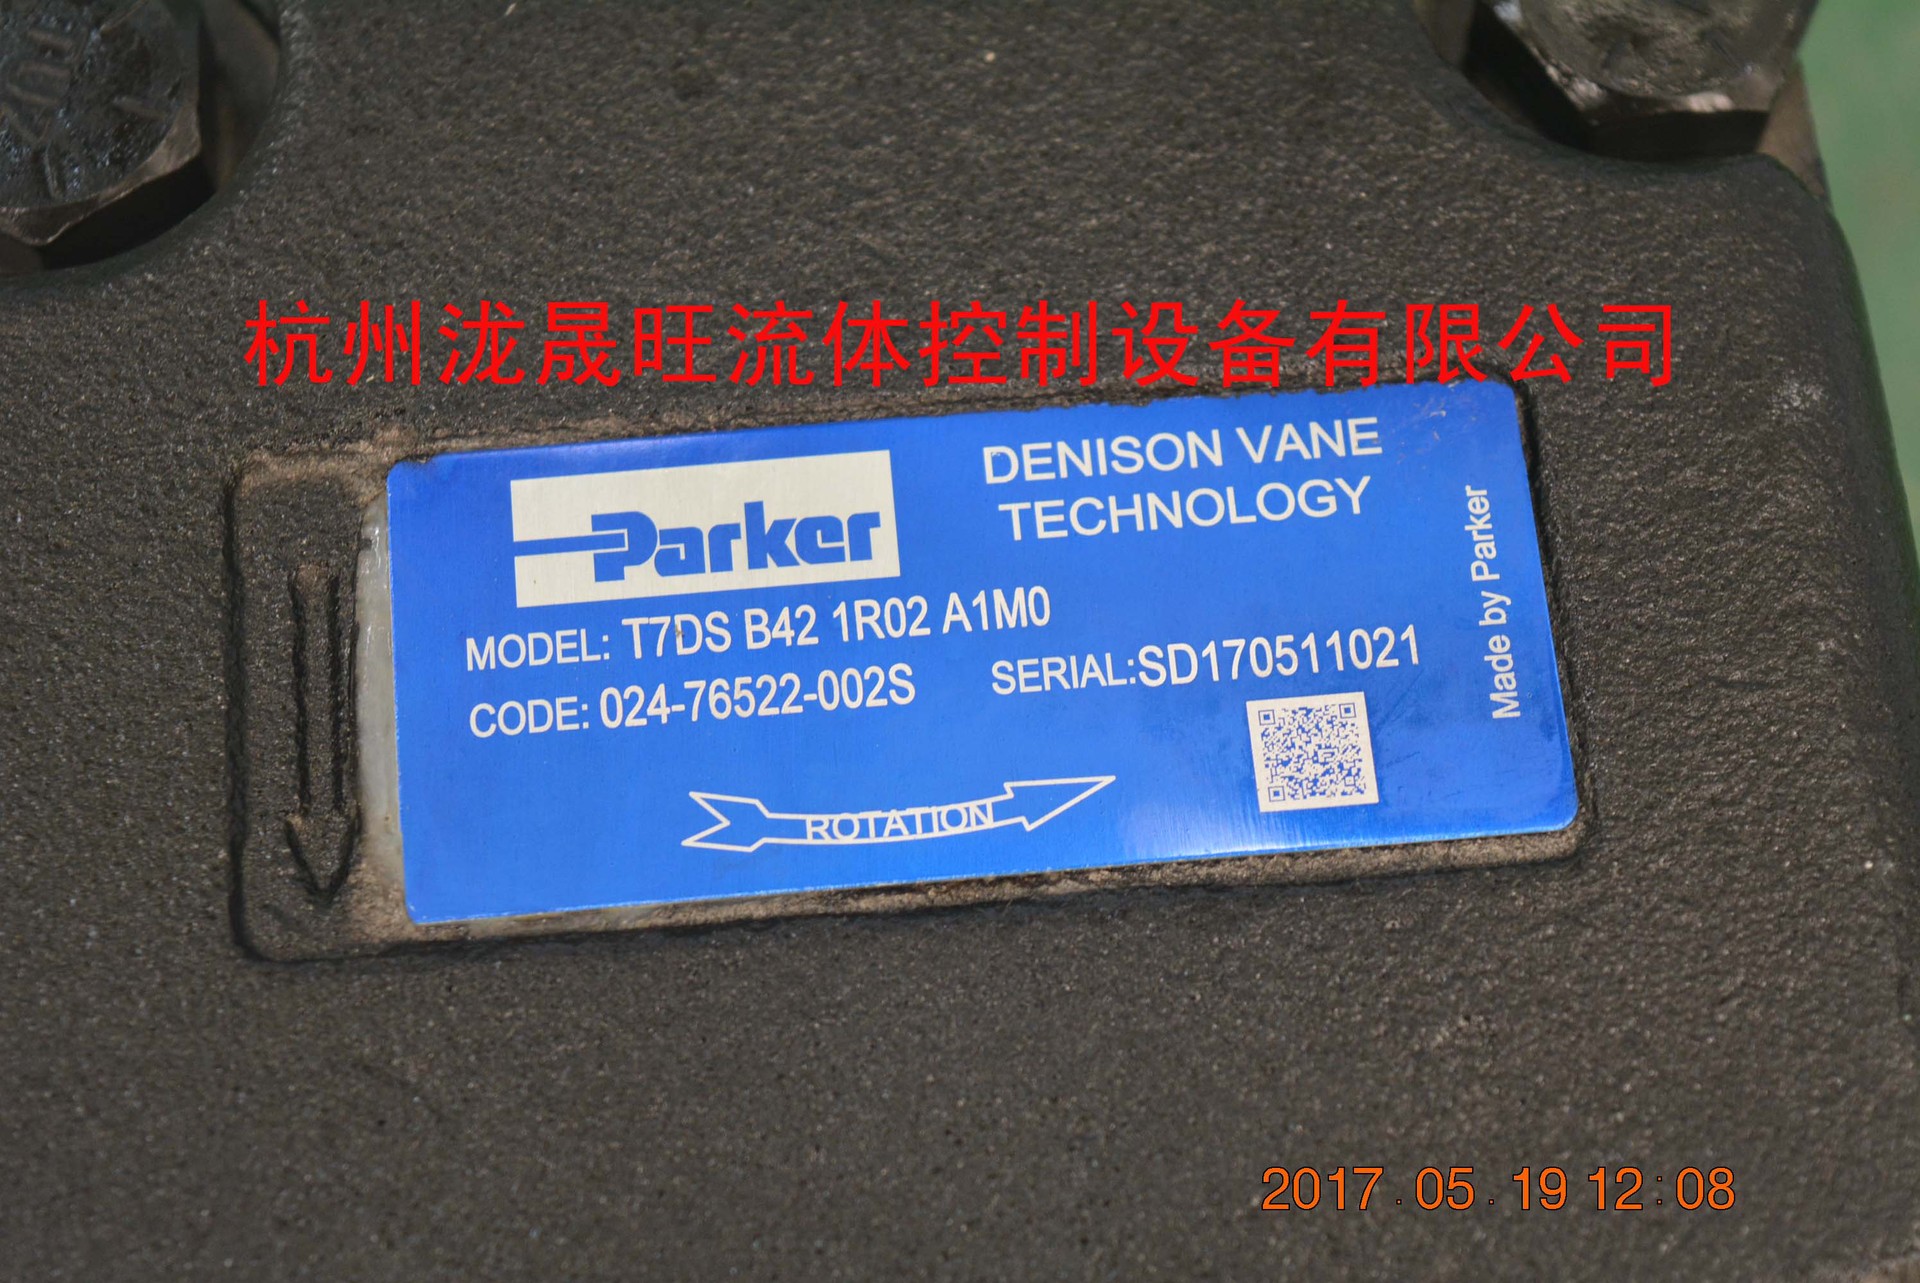 杭州泷晟旺流体控制设备有限公司
Parker
DENISON VANE
TECHNOLOGY
MODEL: T7DS B42 1R02 A1M0
CODE: 024-76522-002S
SERIAL:SD170511021
Made by Parker
ROTATION
2017.05.19 12:08